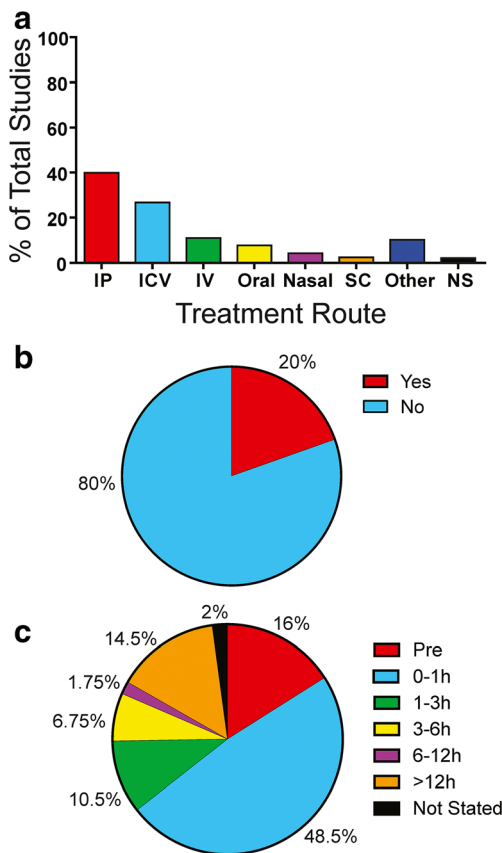 a
% of Total Studies
100
80
60
40
20
0
IP ICV IV Oral Nasal SC Other NS
Treatment Route
b
20%
80%
Yes
No
c
2%
16%
14.5%
1.75%
6.75%
10.5%
48.5%
Pre
0-1h
1-3h
3-6h
6-12h
>12h
Not Stated